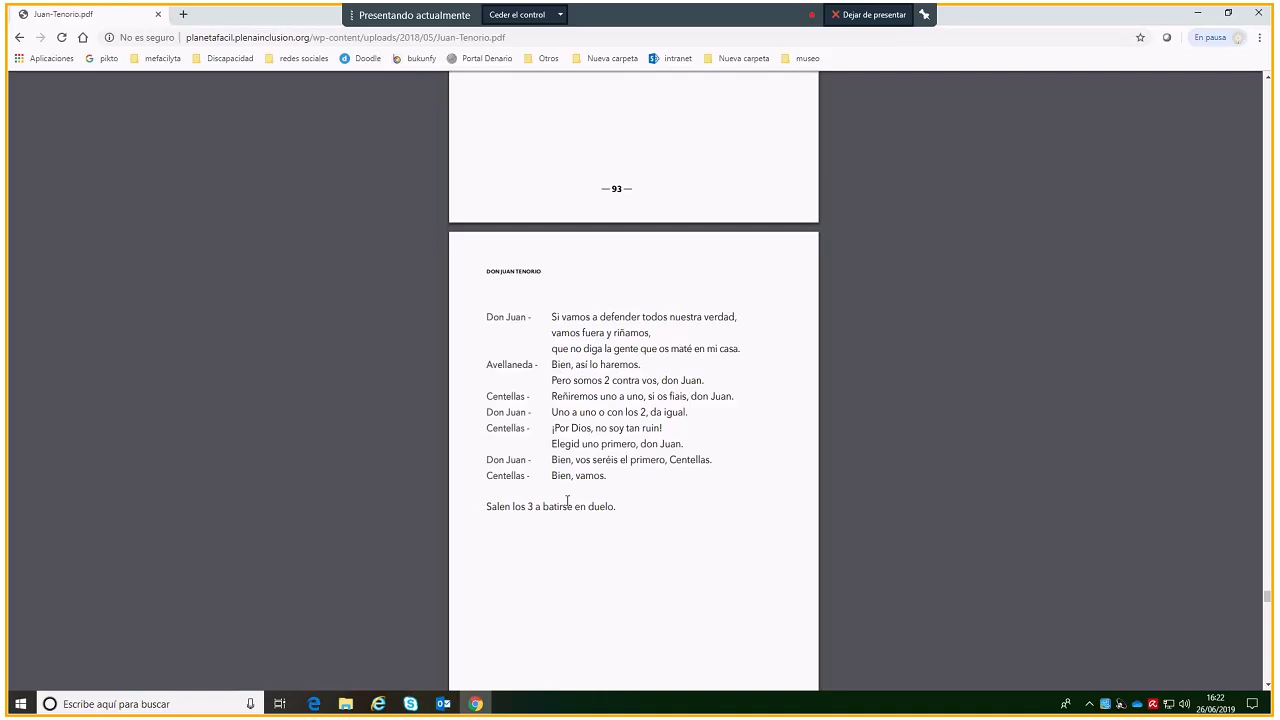 Juan-Tenorio.pdf
Presentando actualmente
Ceder el control
Dejar de presentar
No es seguro
planetafacil.plenainclusion.org/wp-content/uploads/2018/05/Juan-Tenorio.pdf
En pausa
Aplicaciones
pikto
mefacilyta
Discapacidad
redes sociales
Doodle
bukunfy
Portal Denario
Otros
Nueva carpeta
intranet
Nueva carpeta
museo
— 93 —
DON JUAN TENORIO
Don Juan - Si vamos a defender todos nuestra verdad,
vamos fuera y riñamos,
que no diga la gente que os maté en mi casa.
Avellaneda - Bien, así lo haremos.
Pero somos 2 contra vos, don Juan.
Centellas - Reñiremos uno a uno, si os fiais, don Juan.
Don Juan - Uno a uno o con los 2, da igual.
Centellas - ¡Por Dios, no soy tan ruin!
Elegid uno primero, don Juan.
Don Juan - Bien, vos seréis el primero, Centellas.
Centellas - Bien, vamos.
Salen los 3 a batirse en duelo.
Escribe aquí para buscar
16:22
26/06/2019